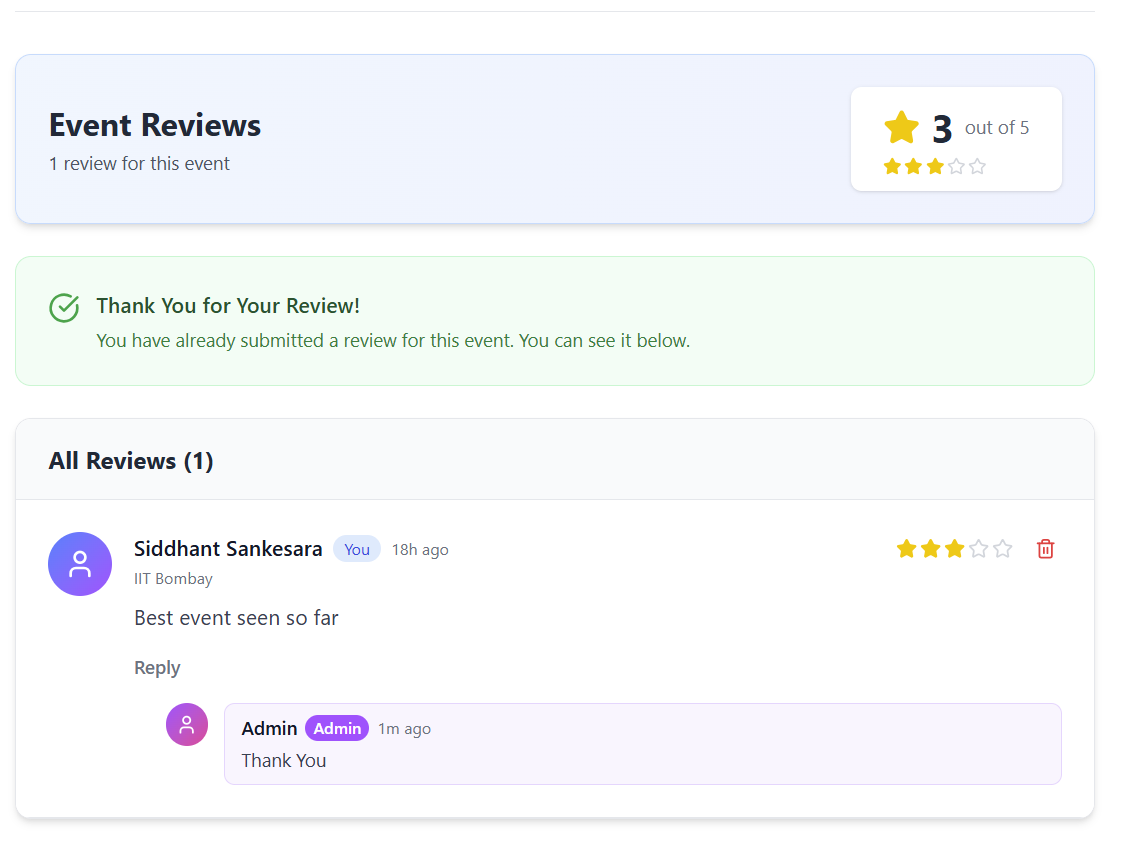 Event Reviews
1 review for this event
3 out of 5
Thank You for Your Review!
You have already submitted a review for this event. You can see it below.
All Reviews (1)
Siddhant Sankesara You 18h ago
IIT Bombay
Best event seen so far
Reply
Admin Admin 1m ago
Thank You